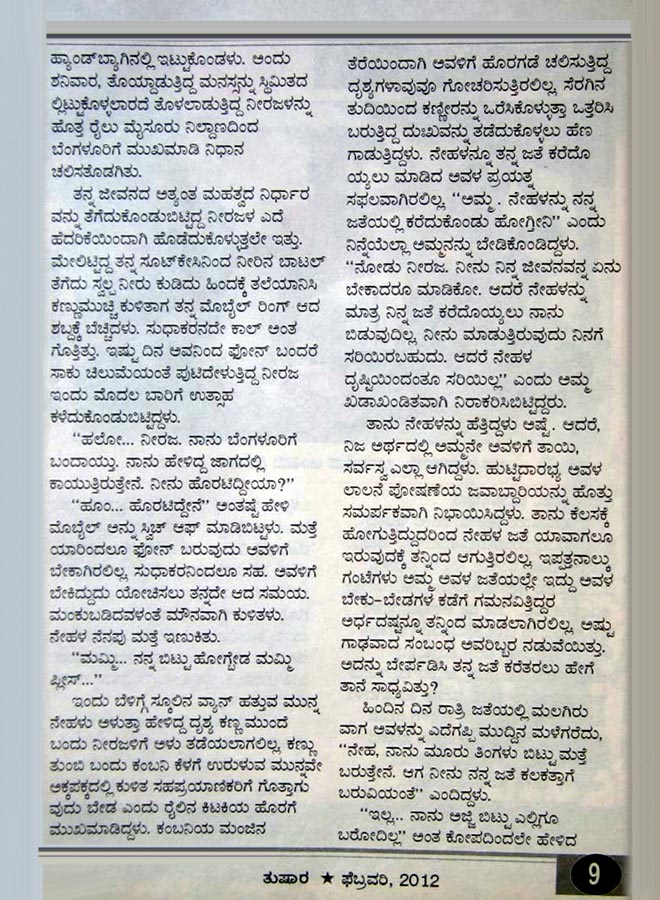 ಹ್ಯಾಂಡ್‌ಬ್ಯಾಗಿನಲ್ಲಿ ಇಟ್ಟುಕೊಂಡಳು. ಅಂದು
ಶನಿವಾರ, ತೊಯ್ದಾಡುತ್ತಿದ್ದ ಮನಸ್ಸನ್ನು ಸ್ಥಿಮಿತದ
ಲ್ಲಿಟ್ಟುಕೊಳ್ಳಲಾರದೆ ತೊಳಲಾಡುತ್ತಿದ್ದ ನೀರಜಳನ್ನು
ಹೊತ್ತ ರೈಲು ಮೈಸೂರು ನಿಲ್ದಾಣದಿಂದ
ಬೆಂಗಳೂರಿಗೆ ಮುಖಮಾಡಿ ನಿಧಾನ
ಚಲಿಸತೊಡಗಿತು.
ತನ್ನ ಜೀವನದ ಅತ್ಯಂತ ಮಹತ್ವದ ನಿರ್ಧಾರ
ವನ್ನು ತೆಗೆದುಕೊಂಡುಬಿಟ್ಟಿದ್ದ ನೀರಜಳ ಎದೆ
ಹೆದರಿಕೆಯಿಂದಾಗಿ ಹೊಡೆದುಕೊಳ್ಳುತ್ತಲೇ ಇತ್ತು.
ಮೇಲಿಟ್ಟಿದ್ದ ತನ್ನ ಸೂಟ್‌ಕೇಸಿನಿಂದ ನೀರಿನ ಬಾಟಲ್
ತೆಗೆದು ಸ್ವಲ್ಪ ನೀರು ಕುಡಿದು ಹಿಂದಕ್ಕೆ ತಲೆಯಾನಿಸಿ
ಕಣ್ಣುಮುಚ್ಚಿ ಕುಳಿತಾಗ ತನ್ನ ಮೊಬೈಲ್ ರಿಂಗ್ ಆದ
ಶಬ್ದಕ್ಕೆ ಬೆಚ್ಚಿದಳು. ಸುಧಾಕರನದೇ ಕಾಲ್ ಅಂತ
ಗೊತ್ತಿತ್ತು. ಇಷ್ಟು ದಿನ ಅವನಿಂದ ಫೋನ್ ಬಂದರೆ
ಸಾಕು ಚಿಲುಮೆಯಂತೆ ಪುಟಿದೇಳುತ್ತಿದ್ದ ನೀರಜ
ಇಂದು ಮೊದಲ ಬಾರಿಗೆ ಉತ್ಸಾಹ
ಕಳೆದುಕೊಂಡುಬಿಟ್ಟಿದ್ದಳು.
“ಹಲೋ... ನೀರಜ. ನಾನು ಬೆಂಗಳೂರಿಗೆ
ಬಂದಾಯ್ತು. ನಾನು ಹೇಳಿದ್ದ ಜಾಗದಲ್ಲಿ
ಕಾಯುತ್ತಿರುತ್ತೇನೆ. ನೀನು ಹೊರಟಿದ್ದೀಯಾ?”
“ಹೂಂ... ಹೊರಟಿದ್ದೇನೆ” ಅಂತಷ್ಟೆ ಹೇಳಿ
ಮೊಬೈಲ್ ಅನ್ನು ಸ್ವಿಚ್ ಆಫ್ ಮಾಡಿಬಿಟ್ಟಳು. ಮತ್ತೆ
ಯಾರಿಂದಲೂ ಫೋನ್ ಬರುವುದು ಅವಳಿಗೆ
ಬೇಕಾಗಿರಲಿಲ್ಲ. ಸುಧಾಕರನಿಂದಲೂ ಸಹ. ಅವಳಿಗೆ
ಬೇಕಿದ್ದುದು ಯೋಚಿಸಲು ತನ್ನದೇ ಆದ ಸಮಯ.
ಮಂಕುಬಡಿದವಳಂತೆ ಮೌನವಾಗಿ ಕುಳಿತಳು.
ನೇಹಳ ನೆನಪು ಮತ್ತೆ ಇಣುಕಿತು.
“ಮಮ್ಮಿ... ನನ್ನ ಬಿಟ್ಟು ಹೋಗ್ಬೇಡ ಮಮ್ಮಿ
ಪ್ಲೀಸ್...”
ಇಂದು ಬೆಳಿಗ್ಗೆ ಸ್ಕೂಲಿನ ವ್ಯಾನ್ ಹತ್ತುವ ಮುನ್ನ
ನೇಹಳು ಅಳುತ್ತಾ ಹೇಳಿದ್ದ ದೃಶ್ಯ ಕಣ್ಣ ಮುಂದೆ
ಬಂದು ನೀರಜಳಿಗೆ ಅಳು ತಡೆಯಲಾಗಲಿಲ್ಲ. ಕಣ್ಣು
ತುಂಬಿ ಬಂದು ಕಂಬನಿ ಕೆಳಗೆ ಉರುಳುವ ಮುನ್ನವೇ
ಅಕ್ಕಪಕ್ಕದಲ್ಲಿ ಕುಳಿತ ಸಹಪ್ರಯಾಣಿಕರಿಗೆ ಗೊತ್ತಾಗು
ವುದು ಬೇಡ ಎಂದು ರೈಲಿನ ಕಿಟಕಿಯ ಹೊರಗೆ
ಮುಖಮಾಡಿದ್ದಳು. ಕಂಬನಿಯ ಮಂಜಿನ
ತೆರೆಯಿಂದಾಗಿ ಅವಳಿಗೆ ಹೊರಗಡೆ ಚಲಿಸುತ್ತಿದ್ದ
ದೃಶ್ಯಗಳಾವುವೂ ಗೋಚರಿಸುತ್ತಿರಲಿಲ್ಲ. ಸೆರಗಿನ
ತುದಿಯಿಂದ ಕಣ್ಣೀರನ್ನು ಒರೆಸಿಕೊಳ್ಳುತ್ತಾ ಒತ್ತರಿಸಿ
ಬರುತ್ತಿದ್ದ ದುಃಖವನ್ನು ತಡೆದುಕೊಳ್ಳಲು ಹೆಣ
ಗಾಡುತ್ತಿದ್ದಳು. ನೇಹಳನ್ನೂ ತನ್ನ ಜತೆ ಕರೆದೊ
ಯ್ಯಲು ಮಾಡಿದ ಅವಳ ಪ್ರಯತ್ನ
ಸಫಲವಾಗಿರಲಿಲ್ಲ. “ಅಮ್ಮ. ನೇಹಳನ್ನು ನನ್ನ
ಜತೆಯಲ್ಲಿ ಕರೆದುಕೊಂಡು ಹೋಗ್ತೀನಿ” ಎಂದು
ನಿನ್ನೆಯೆಲ್ಲಾ ಅಮ್ಮನನ್ನು ಬೇಡಿಕೊಂಡಿದ್ದಳು.
“ನೋಡು ನೀರಜ. ನೀನು ನಿನ್ನ ಜೀವನವನ್ನ ಏನು
ಬೇಕಾದರೂ ಮಾಡಿಕೋ. ಆದರೆ ನೇಹಳನ್ನು
ಮಾತ್ರ ನಿನ್ನ ಜತೆ ಕರೆದೊಯ್ಯಲು ನಾನು
ಬಿಡುವುದಿಲ್ಲ. ನೀನು ಮಾಡುತ್ತಿರುವುದು ನಿನಗೆ
ಸರಿಯಿರಬಹುದು. ಆದರೆ ನೇಹಳ
ದೃಷ್ಟಿಯಿಂದಂತೂ ಸರಿಯಿಲ್ಲ” ಎಂದು ಅಮ್ಮ
ಖಡಾಖಂಡಿತವಾಗಿ ನಿರಾಕರಿಸಿಬಿಟ್ಟಿದ್ದರು.
ತಾನು ನೇಹಳನ್ನು ಹೆತ್ತಿದ್ದಳು ಅಷ್ಟೆ. ಆದರೆ,
ನಿಜ ಅರ್ಥದಲ್ಲಿ ಅಮ್ಮನೇ ಅವಳಿಗೆ ತಾಯಿ,
ಸರ್ವಸ್ವ ಎಲ್ಲಾ ಆಗಿದ್ದಳು. ಹುಟ್ಟಿದಾರಭ್ಯ ಅವಳ
ಲಾಲನೆ ಪೋಷಣೆಯ ಜವಾಬ್ದಾರಿಯನ್ನು ಹೊತ್ತು
ಸಮರ್ಪಕವಾಗಿ ನಿಭಾಯಿಸಿದ್ದಳು. ತಾನು ಕೆಲಸಕ್ಕೆ
ಹೋಗುತ್ತಿದ್ದುದರಿಂದ ನೇಹಳ ಜತೆ ಯಾವಾಗಲೂ
ಇರುವುದಕ್ಕೆ ತನ್ನಿಂದ ಆಗುತ್ತಿರಲಿಲ್ಲ. ಇಪ್ಪತ್ನಾಲ್ಕು
ಗಂಟೆಗಳು ಅಮ್ಮ ಅವಳ ಜತೆಯಲ್ಲೇ ಇದ್ದು ಅವಳ
ಬೇಕು-ಬೇಡಗಳ ಕಡೆಗೆ ಗಮನವಿತ್ತಿದ್ದರ
ಅರ್ಧದಷ್ಟನ್ನೂ ತನ್ನಿಂದ ಮಾಡಲಾಗಿರಲಿಲ್ಲ. ಅಷ್ಟು
ಗಾಢವಾದ ಸಂಬಂಧ ಅವರಿಬ್ಬರ ನಡುವೆಯಿತ್ತು.
ಅದನ್ನು ಬೇರ್ಪಡಿಸಿ ತನ್ನ ಜತೆ ಕರೆತರಲು ಹೇಗೆ
ತಾನೆ ಸಾಧ್ಯವಿತ್ತು?
ಹಿಂದಿನ ದಿನ ರಾತ್ರಿ ಜತೆಯಲ್ಲಿ ಮಲಗಿರು
ವಾಗ ಅವಳನ್ನು ಎದೆಗಪ್ಪಿ ಮುದ್ದಿನ ಮಳೆಗರೆದು,
“ನೇಹ, ನಾನು ಮೂರು ತಿಂಗಳು ಬಿಟ್ಟು ಮತ್ತೆ
ಬರುತ್ತೇನೆ. ಆಗ ನೀನು ನನ್ನ ಜತೆ ಕಲಕತ್ತಾಗೆ
ಬರುವಿಯಂತೆ” ಎಂದಿದ್ದಳು.
“ಇಲ್ಲ... ನಾನು ಅಜ್ಜಿ ಬಿಟ್ಟು ಎಲ್ಲಿಗೂ
ಬರೋದಿಲ್ಲ” ಅಂತ ಕೋಪದಿಂದಲೇ ಹೇಳಿದ
ತುಷಾರ ★ ಫೆಬ್ರವರಿ, 2012
9